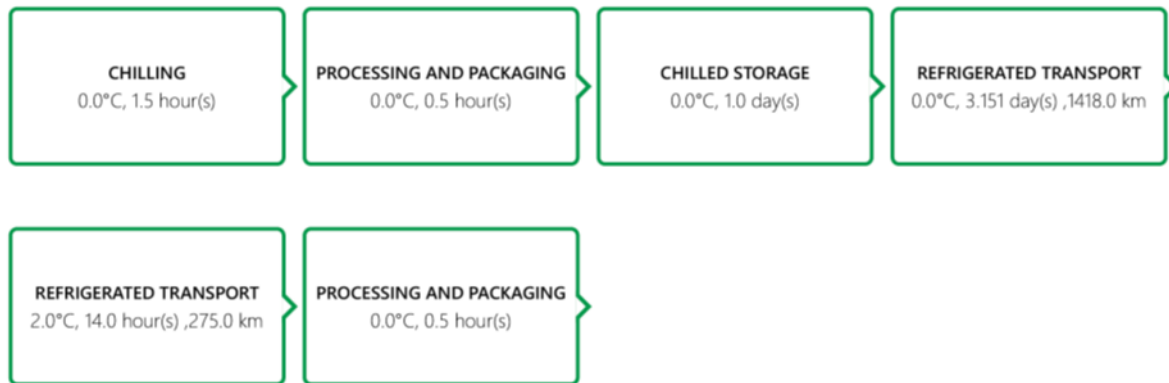 CHILLING
0.0°C, 1.5 hour(s)
PROCESSING AND PACKAGING
0.0°C, 0.5 hour(s)
CHILLED STORAGE
0.0°C, 1.0 day(s)
REFRIGERATED TRANSPORT
0.0°C, 3.151 day(s) ,1418.0 km
REFRIGERATED TRANSPORT
2.0°C, 14.0 hour(s) ,275.0 km
PROCESSING AND PACKAGING
0.0°C, 0.5 hour(s)